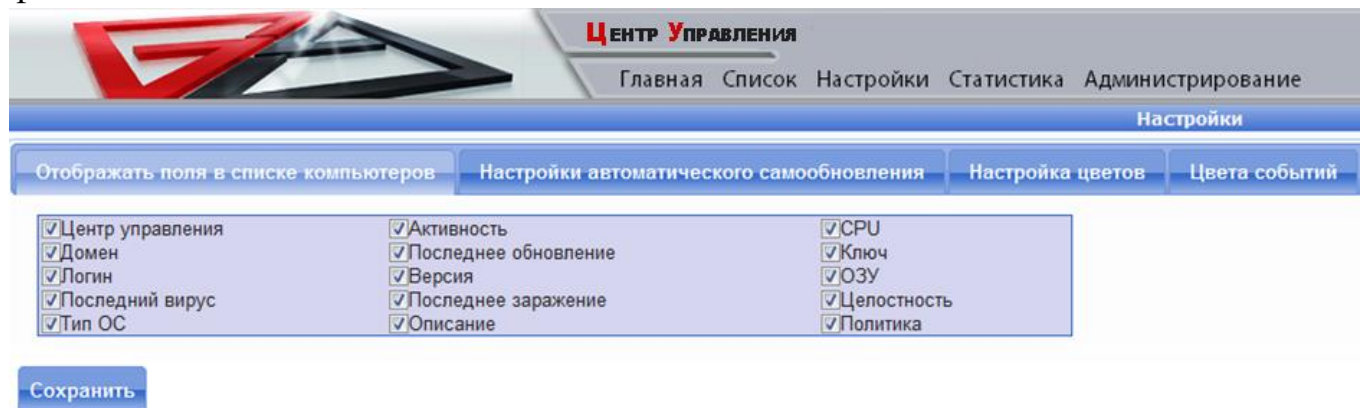 Центр Управления
Главная Список Настройки Статистика Администрирование
Настройки
Отображать поля в списке компьютеров Настройки автоматического самообновления Настройка цветов Цвета событий
Центр управления Активность CPU
Домен Последнее обновление Ключ
Логин Версия ОЗУ
Последний вирус Последнее заражение Целостность
Тип ОС Описание Политика
Сохранить